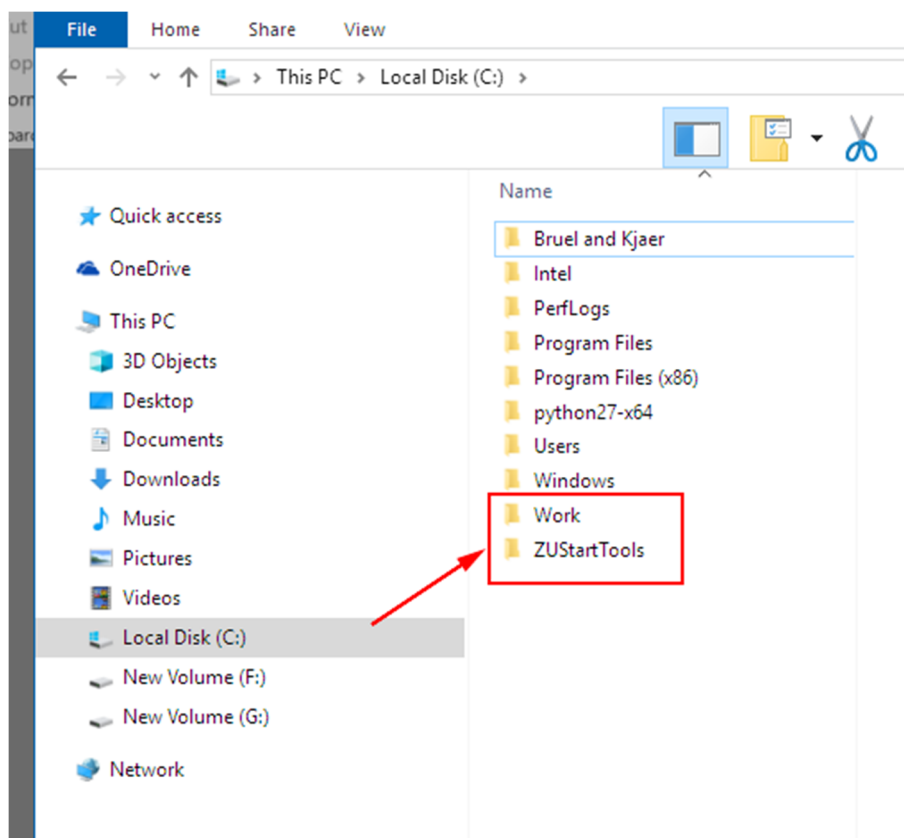 File Home Share View
This PC > Local Disk (C:) >
Name
Quick access
OneDrive
This PC
3D Objects
Desktop
Documents
Downloads
Music
Pictures
Videos
Local Disk (C:)
New Volume (F:)
New Volume (G:)
Network
Bruel and Kjaer
Intel
PerfLogs
Program Files
Program Files (x86)
python27-x64
Users
Windows
Work
ZUStartTools